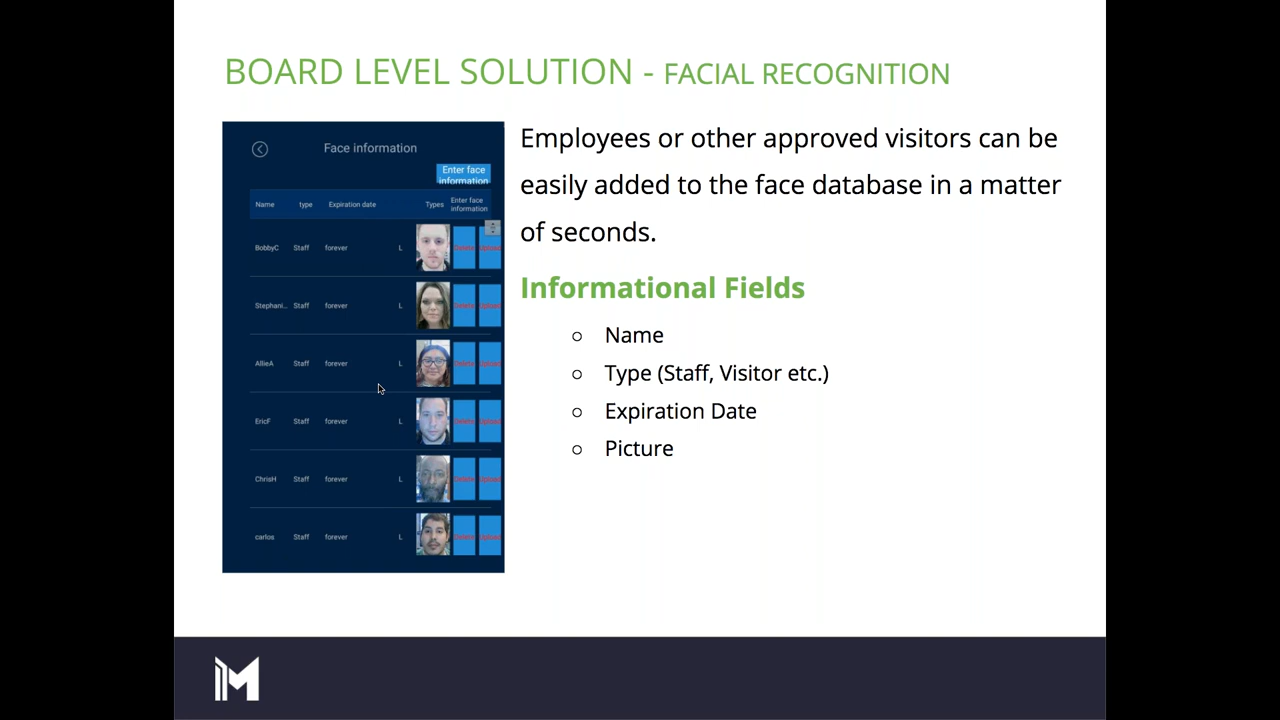 BOARD LEVEL SOLUTION - FACIAL RECOGNITION
Face information
Enter face
information
Name type Expiration date Types Enter face
information
BobbyC Staff forever L
Stephani... Staff forever L
AllieA Staff forever L
EricF Staff forever L
ChrisH Staff forever L
carlos Staff forever L
Employees or other approved visitors can be
easily added to the face database in a matter
of seconds.
Informational Fields
Name
Type (Staff, Visitor etc.)
Expiration Date
Picture